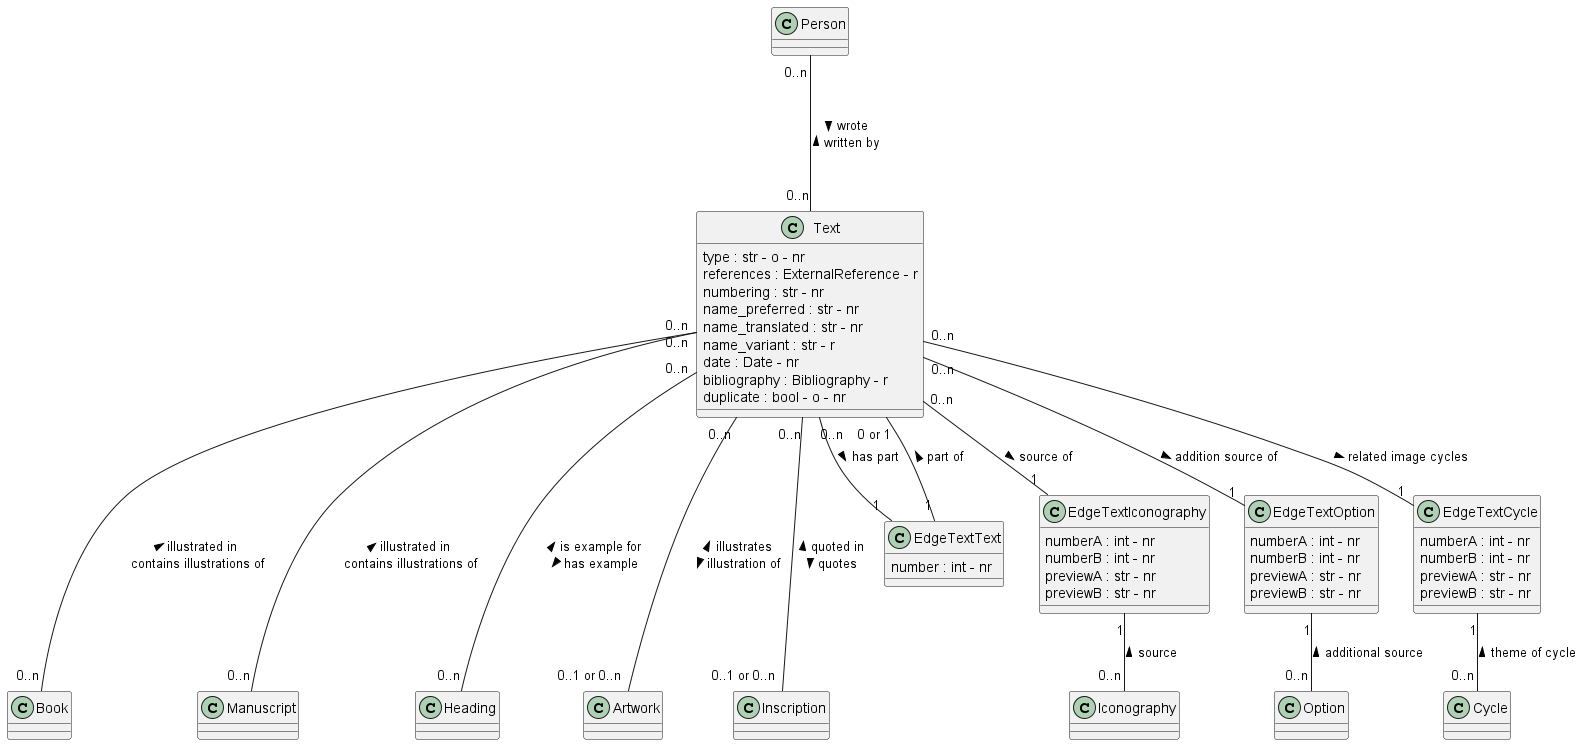 C Person
0..n
wrote
written by
0..n
C Text
type : str - o - nr
references : ExternalReference - r
numbering : str - nr
name_preferred : str - nr
name_translated : str - nr
name_variant : str - r
date : Date - nr
bibliography : Bibliography - r
duplicate : bool - o - nr
0..n
0..n
0..n
0..n
0..n
0..n
0..n
0..n
0..n
0 or 1
has part
part of
source of
addition source of
related image cycles
1
1
1
1
1
illustrated in
contains illustrations of
illustrated in
contains illustrations of
is example for
has example
illustrates
illustration of
quoted in
quotes
C EdgeTextText
number : int - nr
C EdgeTextIconography
numberA : int - nr
numberB : int - nr
previewA : str - nr
previewB : str - nr
C EdgeTextOption
numberA : int - nr
numberB : int - nr
previewA : str - nr
previewB : str - nr
C EdgeTextCycle
numberA : int - nr
numberB : int - nr
previewA : str - nr
previewB : str - nr
1
1
1
source
additional source
theme of cycle
0..n
0..n
0..n
0..1 or 0..n
0..1 or 0..n
0..n
0..n
0..n
C Book
C Manuscript
C Heading
C Artwork
C Inscription
C Iconography
C Option
C Cycle